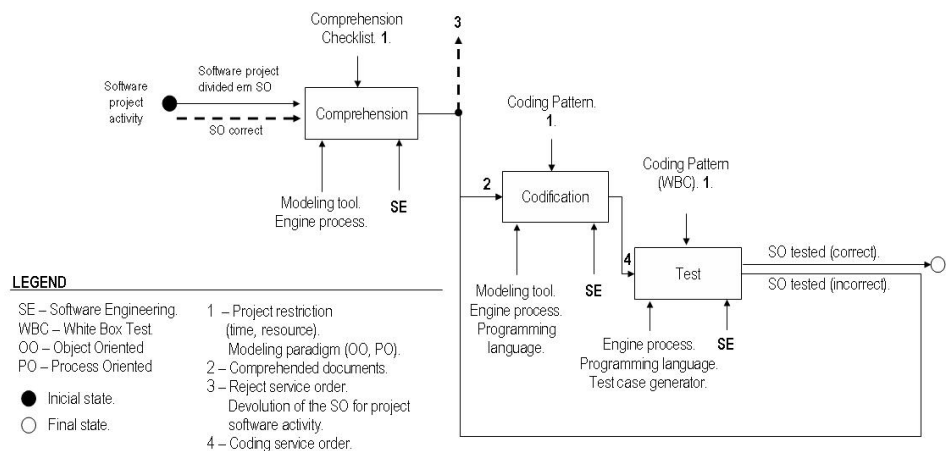 Comprehension
Checklist. 1.
3
Software project
divided em SO
Software
project
activity
SO correct
Comprehension
Modeling tool.
Engine process.
SE
Coding Pattern.
1.
2
Codification
Coding Pattern
(WBC). 1.
Modeling tool.
Engine process.
Programming
language.
SE
4
Test
SO tested (correct).
SO tested (incorrect).
Engine process.
Programming language.
Test case generator.
SE
LEGEND
SE – Software Engineering.
WBC – White Box Test.
OO – Object Oriented
PO – Process Oriented
Inicial state.
Final state.
1 – Project restriction
(time, resource).
Modeling paradigm (OO, PO).
2 – Comprehended documents.
3 – Reject service order.
Devolution of the SO for project
software activity.
4 – Coding service order.